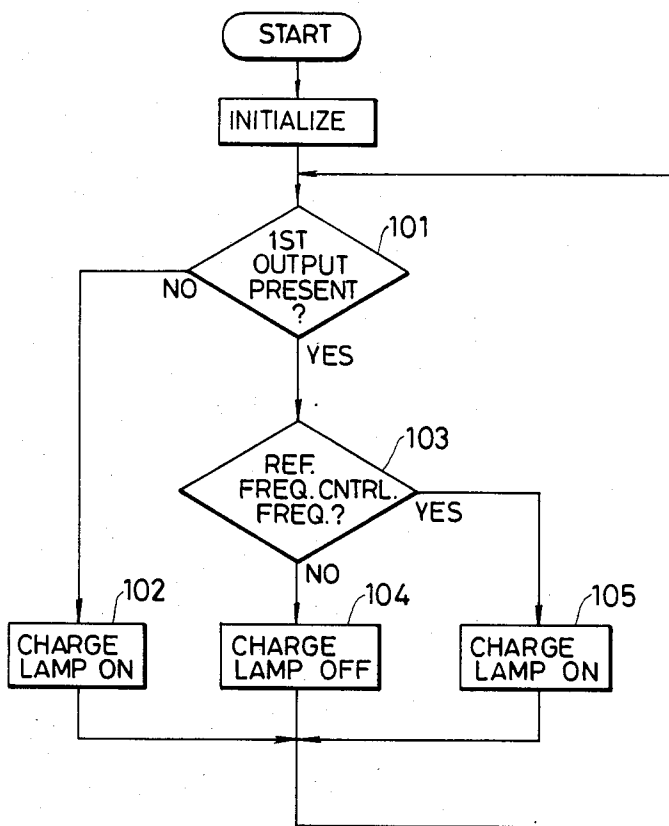 START
INITIALIZE
101
1ST
OUTPUT
PRESENT
?
NO
YES
103
REF.
FREQ. CNTRL.
FREQ.?
YES
NO
102
CHARGE
LAMP ON
104
CHARGE
LAMP OFF
105
CHARGE
LAMP ON